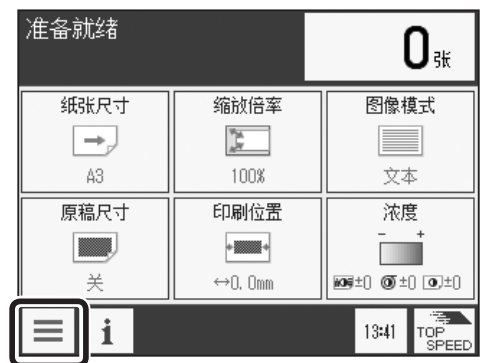 准备就绪
0张
纸张尺寸
缩放倍率
图像模式
A3
100%
文本
原稿尺寸
印刷位置
浓度
- +
关
↔0, 0mm
±0 ±0 ±0
i
13:41
TOP
SPEED